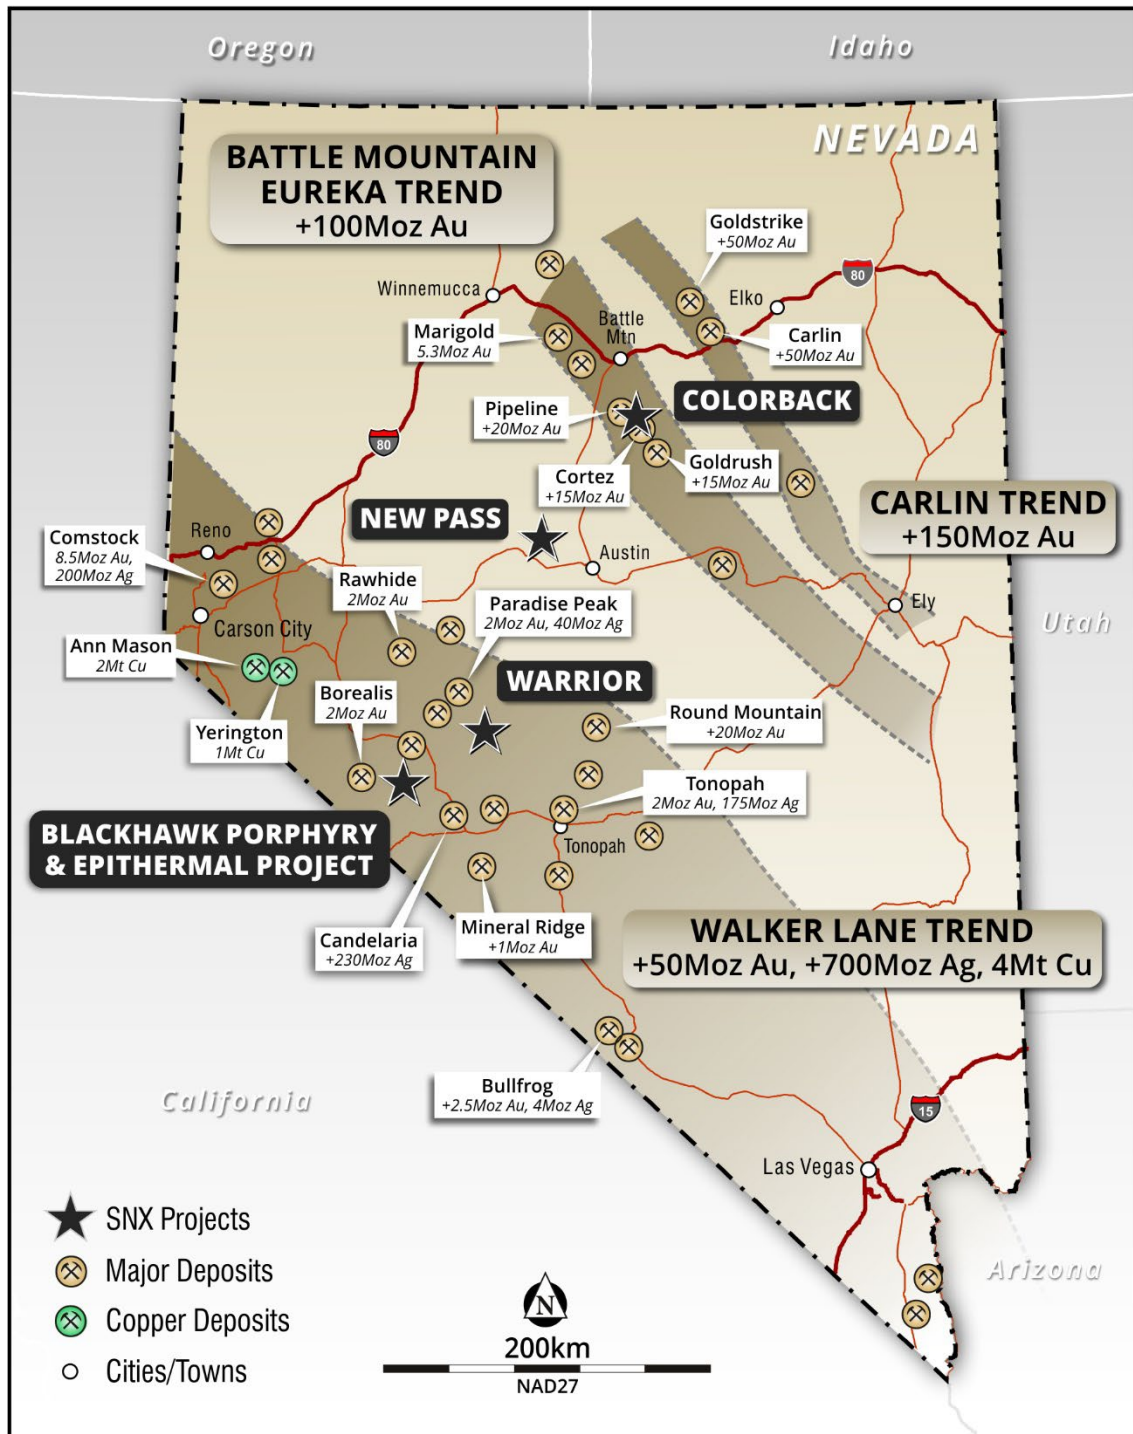 Oregon
Idaho
NEVADA
BATTLE MOUNTAIN
EUREKA TREND
+100Moz Au
Goldstrike
+50Moz Au
80
Winnemucca
Elko
Marigold
5.3Moz Au
Battle
Mtn
Carlin
+50Moz Au
COLORBACK
Pipeline
+20Moz Au
80
Cortez
+15Moz Au
Goldrush
+15Moz Au
CARLIN TREND
+150Moz Au
NEW PASS
Reno
Comstock
8.5Moz Au,
200Moz Ag
Austin
Rawhide
2Moz Au
Paradise Peak
2Moz Au, 40Moz Ag
Ely
Utah
Carson City
Ann Mason
2Mt Cu
WARRIOR
Borealis
2Moz Au
Round Mountain
+20Moz Au
Yerington
1Mt Cu
Tonopah
2Moz Au, 175Moz Ag
BLACKHAWK PORPHYRY
& EPITHERMAL PROJECT
Tonopah
Candelaria
+230Moz Ag
Mineral Ridge
+1Moz Au
WALKER LANE TREND
+50Moz Au, +700Moz Ag, 4Mt Cu
Bullfrog
+2.5Moz Au, 4Moz Ag
California
15
Las Vegas
Arizona
SNX Projects
Major Deposits
Copper Deposits
Cities/Towns
N
200km
NAD27